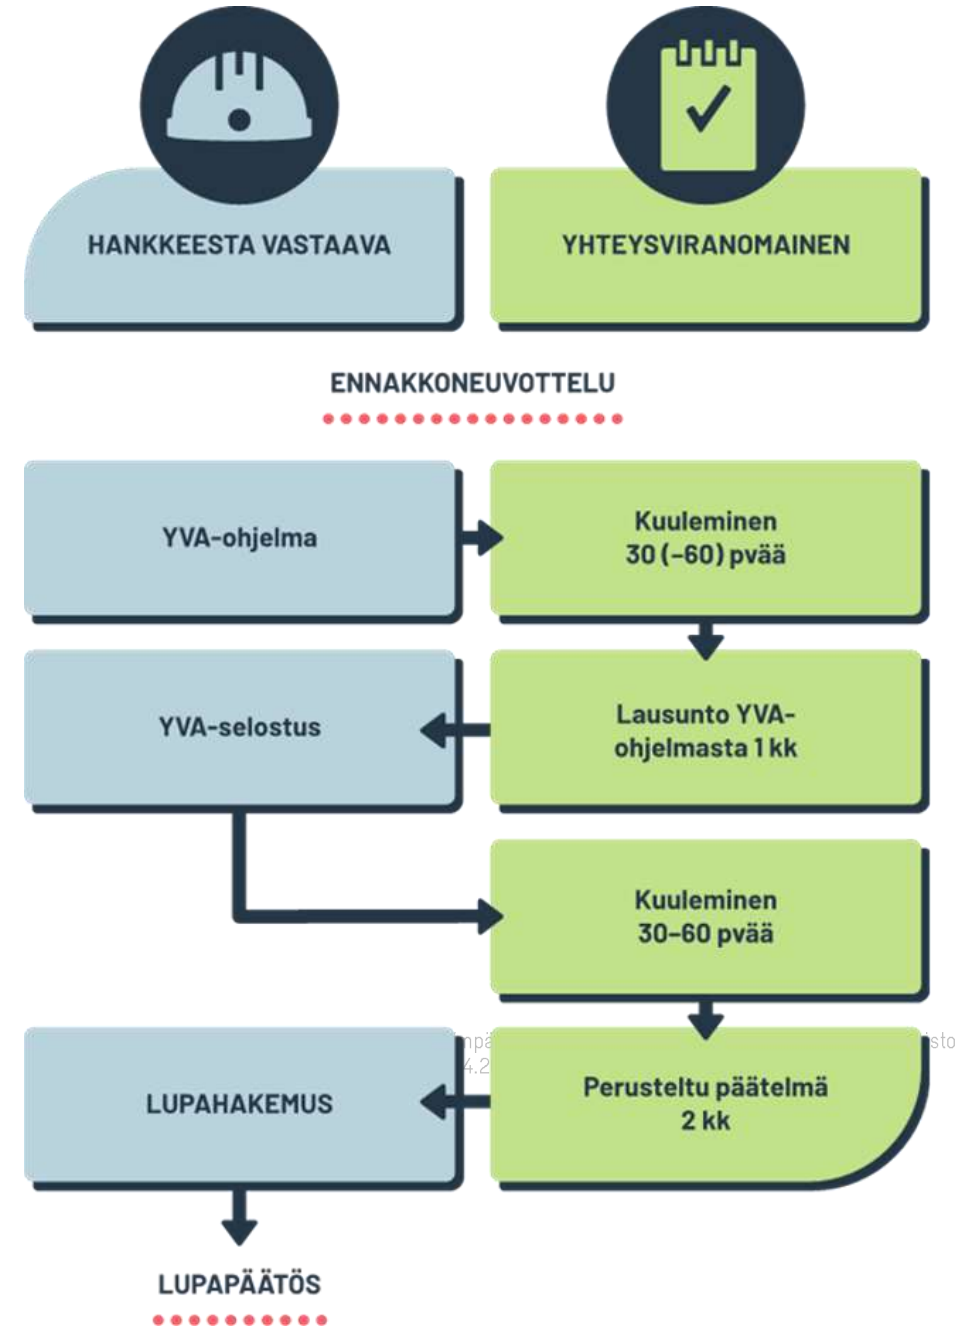 HANKKEESTA VASTAAVA
YHTEYSVIRANOMAINEN
ENNAKKONEUVOTTELU
YVA-ohjelma
Kuuleminen
30 (-60) pvää
YVA-selostus
Lausunto YVA-
ohjelmasta 1 kk
Kuuleminen
30–60 pvää
LUPAHAKEMUS
Perusteltu päätelmä
2 kk
LUPAPÄÄTÖS